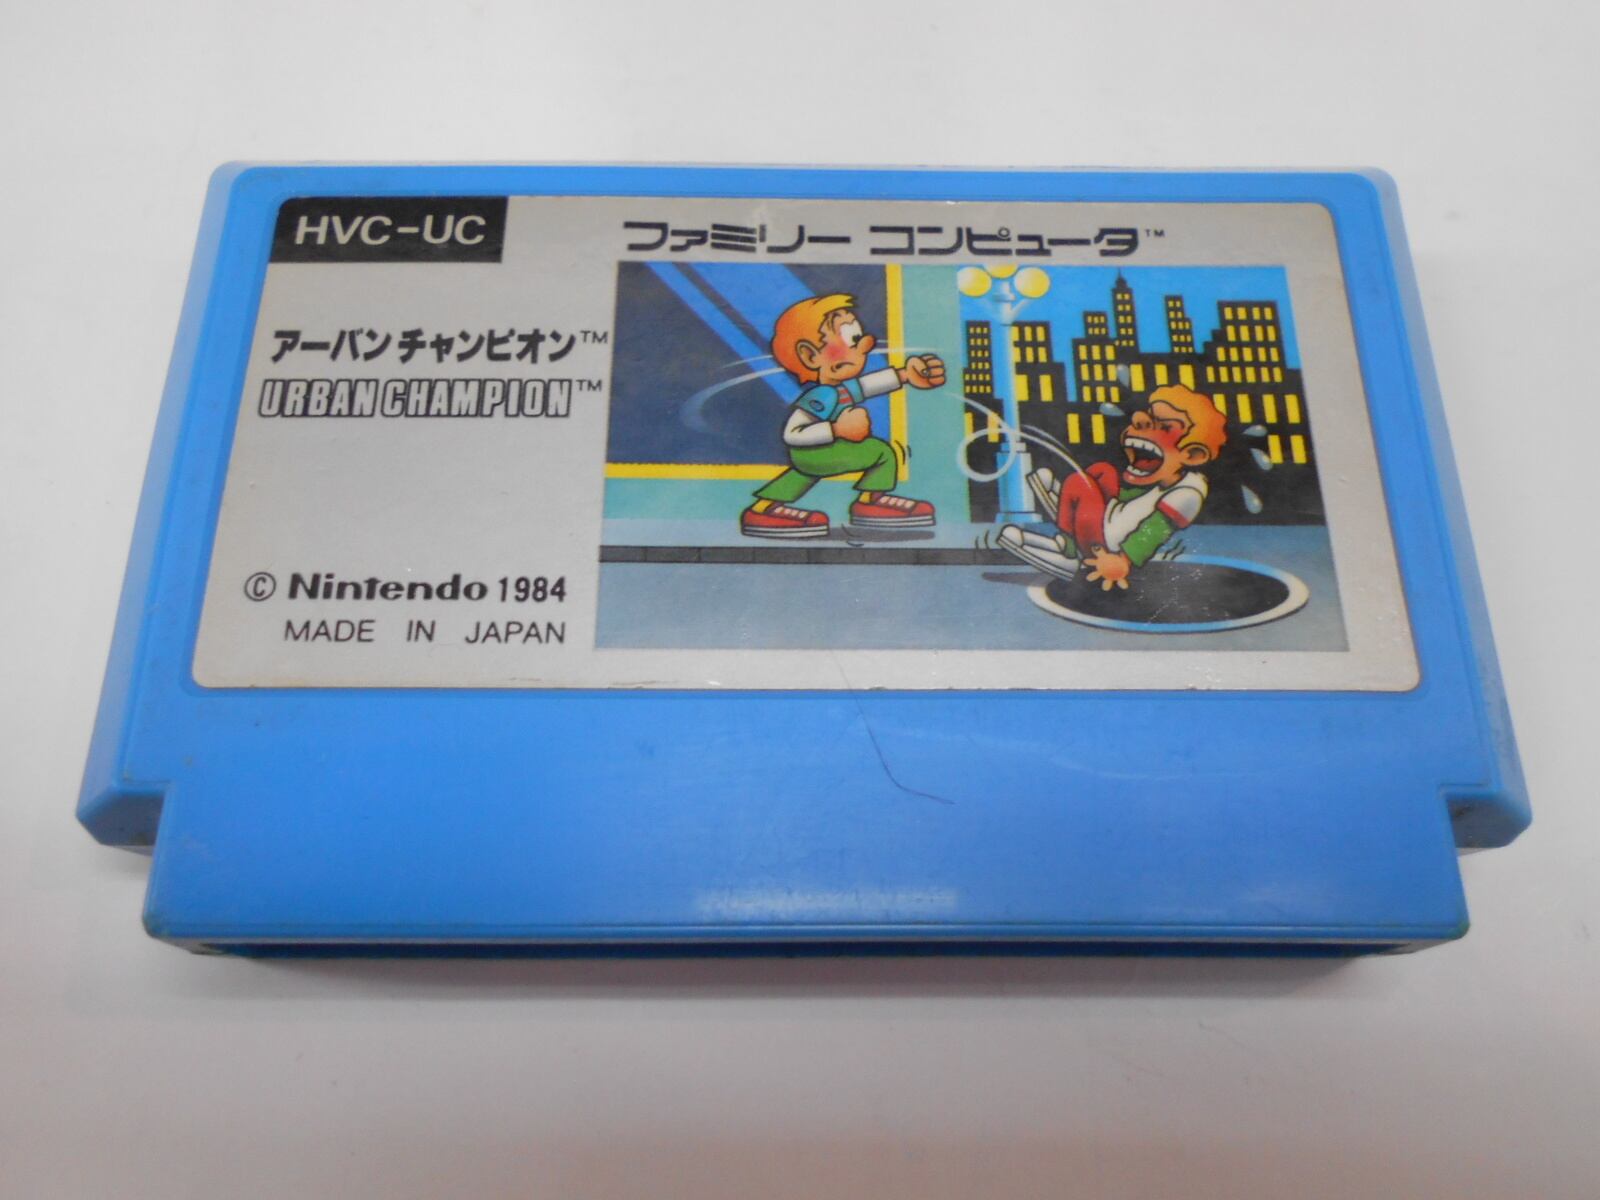 HVC-UC
ファミリー コンピュータ™
アーバンチャンピオン™
URBAN CHAMPION™
© Nintendo 1984
MADE IN JAPAN